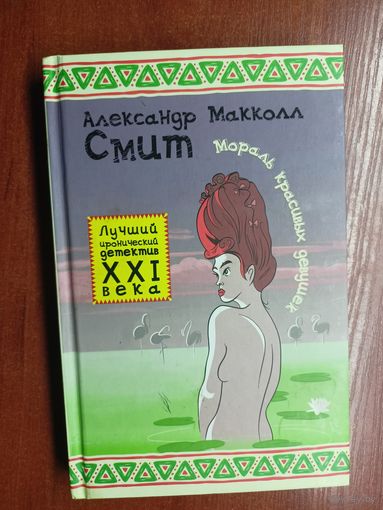 Александр Макколл
Смит
Мораль красивых девушек
Лучший
иронический
детектив
XXI
века